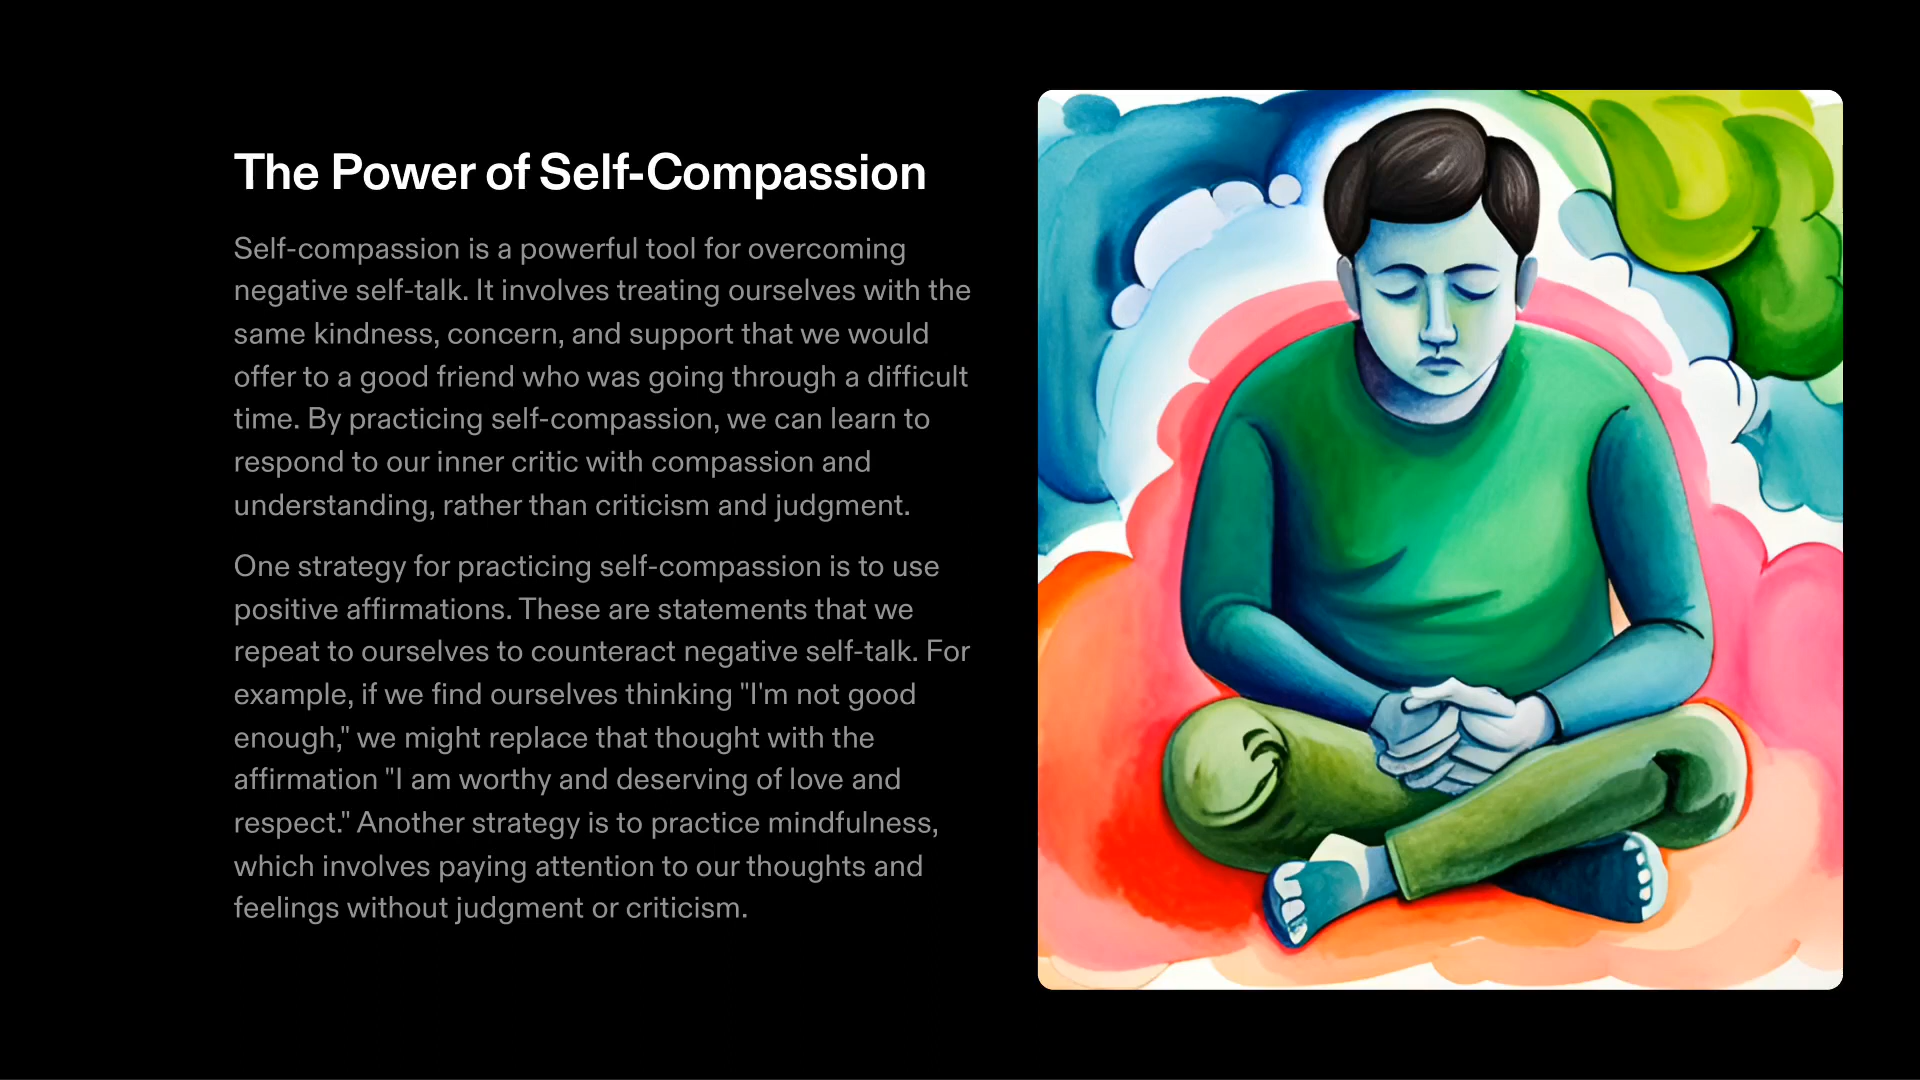 The Power of Self-Compassion
Self-compassion is a powerful tool for overcoming
negative self-talk. It involves treating ourselves with the
same kindness, concern, and support that we would
offer to a good friend who was going through a difficult
time. By practicing self-compassion, we can learn to
respond to our inner critic with compassion and
understanding, rather than criticism and judgment.
One strategy for practicing self-compassion is to use
positive affirmations. These are statements that we
repeat to ourselves to counteract negative self-talk. For
example, if we find ourselves thinking "I'm not good
enough," we might replace that thought with the
affirmation "I am worthy and deserving of love and
respect." Another strategy is to practice mindfulness,
which involves paying attention to our thoughts and
feelings without judgment or criticism.